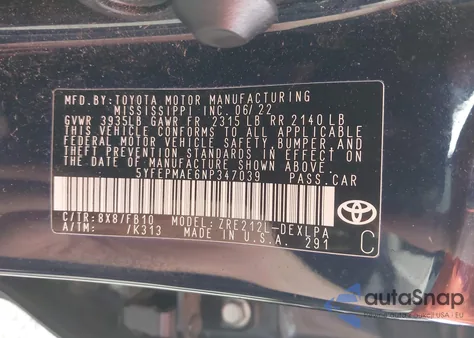 MFD.BY:TOYOTA MOTOR MANUFACTURING
MISSISSIPPI INC. 06/22
GVWR 3935LB GAWR FR 2315 LB RR 2140 LB
THIS VEHICLE CONFORMS TO ALL APPLICABLE
FEDERAL MOTOR VEHICLE SAFETY, BUMPER, AND
THEFT PREVENTION STANDARDS IN EFFECT ON
THE DATE OF MANUFACTURE SHOWN ABOVE.
5YFEPMAE6NP347039 PASS.CAR
C/TR: 8X8/FB10 MODEL: ZRE212L-DEXLPA
A/TM: /K313 MADE IN U.S.A. 291
TOYOTA
C
autoSnap